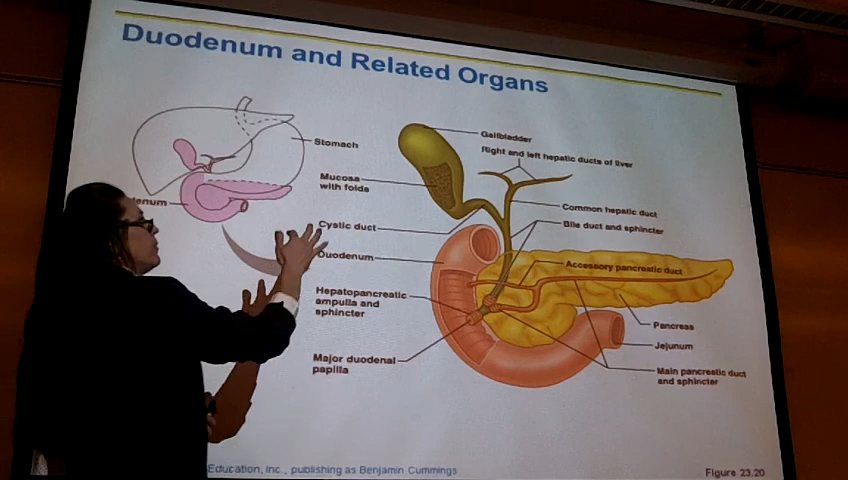 Duodenum and Related Organs
Gallbladder
Stomach
Right and left hepatic ducts of liver
Mucosa
with folds
enum
Common hepatic duct
Cystic duct
Bile duct and sphincter
Duodenum
Accessory pancreatic duct
Hepatopancreatic
ampulla and
sphincter
Pancreas
Jejunum
Major duodenal
papilla
Main pancreatic duct
and sphincter
Education, Inc., publishing as Benjamin Cummings
Figure 23.20